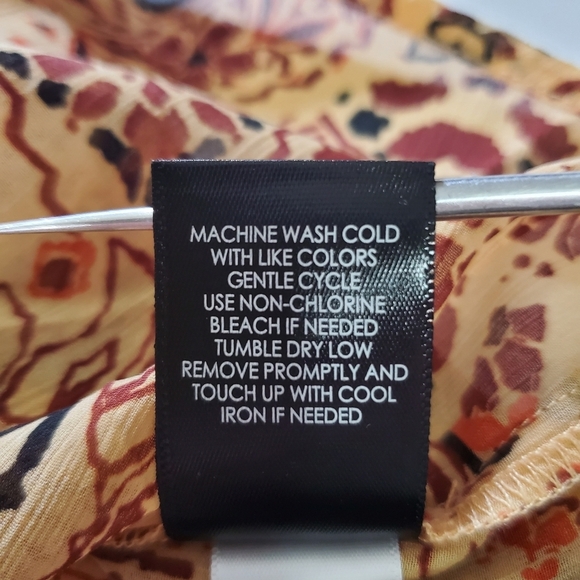 MACHINE WASH COLD
WITH LIKE COLORS
GENTLE CYCLE
USE NON-CHLORINE
BLEACH IF NEEDED
TUMBLE DRY LOW
REMOVE PROMPTLY AND
TOUCH UP WITH COOL
IRON IF NEEDED